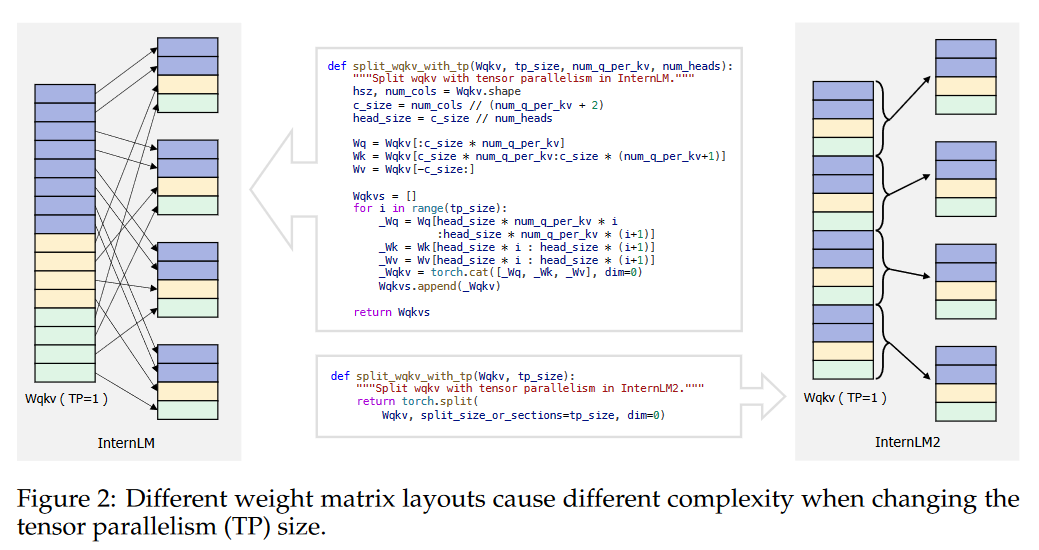 def split_wqkv_with_tp(Wqkv, tp_size, num_q_per_kv, num_heads):
    """Split wqkv with tensor parallelism in InternLM."""
    hsz, num_cols = Wqkv.shape
    c_size = num_cols // (num_q_per_kv + 2)
    head_size = c_size // num_heads

    Wq = Wqkv[:c_size * num_q_per_kv]
    Wk = Wqkv[c_size * num_q_per_kv:c_size * (num_q_per_kv+1)]
    Wv = Wqkv[-c_size:]

    Wqkvs = []
    for i in range(tp_size):
        _Wq = Wq[head_size * num_q_per_kv * i
                 :head_size * num_q_per_kv * (i+1)]
        _Wk = Wk[head_size * i : head_size * (i+1)]
        _Wv = Wv[head_size * i : head_size * (i+1)]
        _Wqkv = torch.cat([_Wq, _Wk, _Wv], dim=0)
        Wqkvs.append(_Wqkv)

    return Wqkvs
Wqkv ( TP=1 )
InternLM
def split_wqkv_with_tp(Wqkv, tp_size):
    """Split wqkv with tensor parallelism in InternLM2."""
    return torch.split(
        Wqkv, split_size_or_sections=tp_size, dim=0)
Wqkv ( TP=1 )
InternLM2
Figure 2: Different weight matrix layouts cause different complexity when changing the
tensor parallelism (TP) size.